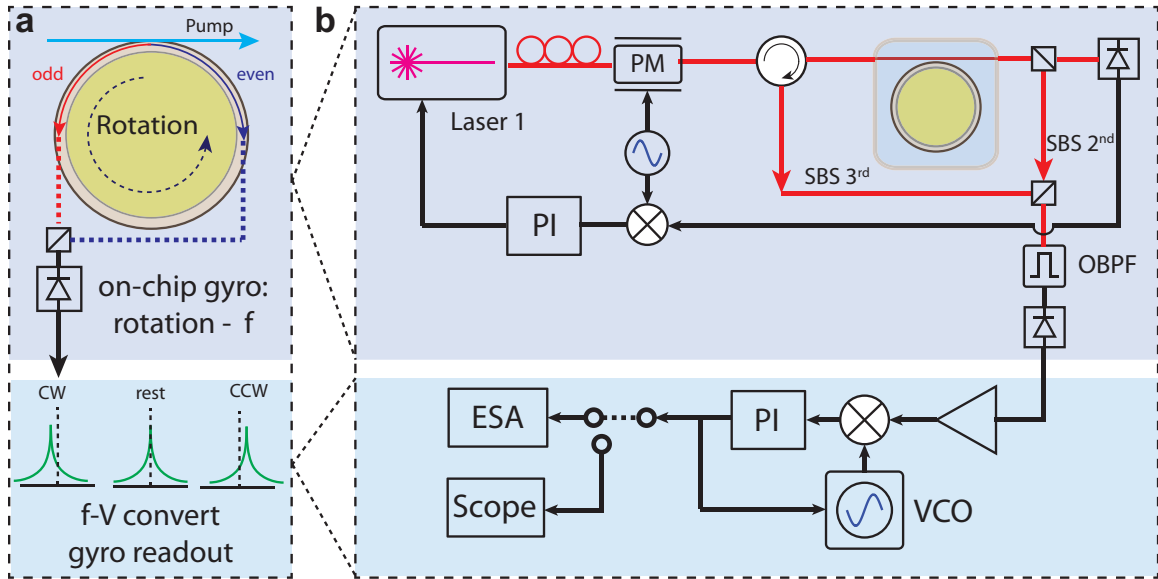 a
Pump
odd
even
Rotation
on-chip gyro:
rotation - f
CW
rest
CCW
f-V convert
gyro readout
b
Laser 1
PM
SBS 2nd
SBS 3rd
PI
OBPF
ESA
PI
Scope
VCO